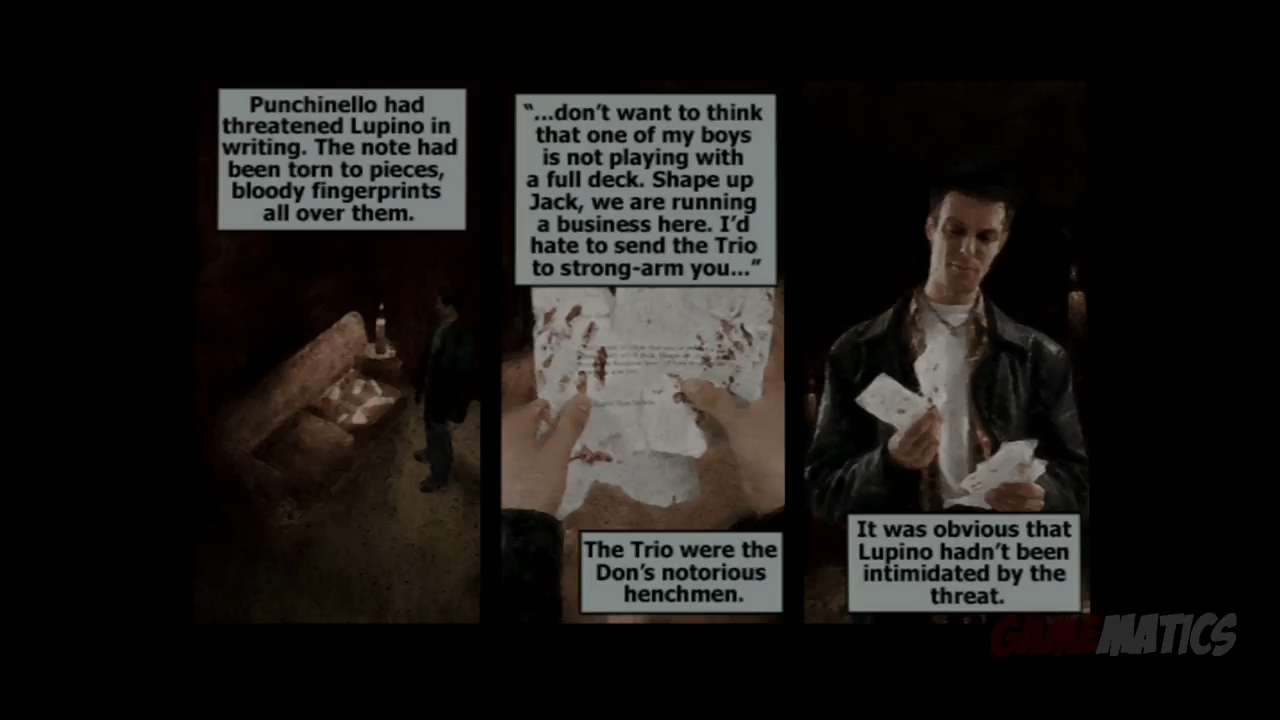 Punchinello had
threatened Lupino in
writing. The note had
been torn to pieces,
bloody fingerprints
all over them.
“...don’t want to think
that one of my boys
is not playing with
a full deck. Shape up
Jack, we are running
a business here. I’d
hate to send the Trio
to strong-arm you...”
The Trio were the
Don’s notorious
henchmen.
It was obvious that
Lupino hadn’t been
intimidated by the
threat.
GAMEMATICS